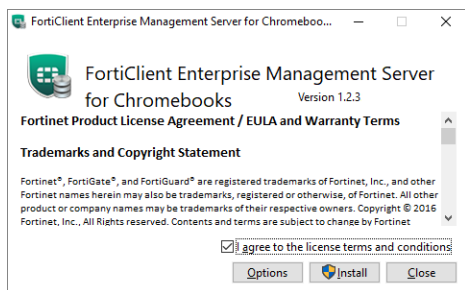 FortiClient Enterprise Management Server for Chromeboo...
FortiClient Enterprise Management Server
for Chromebooks
Version 1.2.3
Fortinet Product License Agreement / EULA and Warranty Terms
Trademarks and Copyright Statement
Fortinet®, FortiGate®, and FortiGuard® are registered trademarks of Fortinet, Inc., and other
Fortinet names herein may also be trademarks, registered or otherwise, of Fortinet. All other
product or company names may be trademarks of their respective owners. Copyright © 2016
Fortinet, Inc., All Rights reserved. Contents and terms are subject to change by Fortinet
I agree to the license terms and conditions
Options
Install
Close